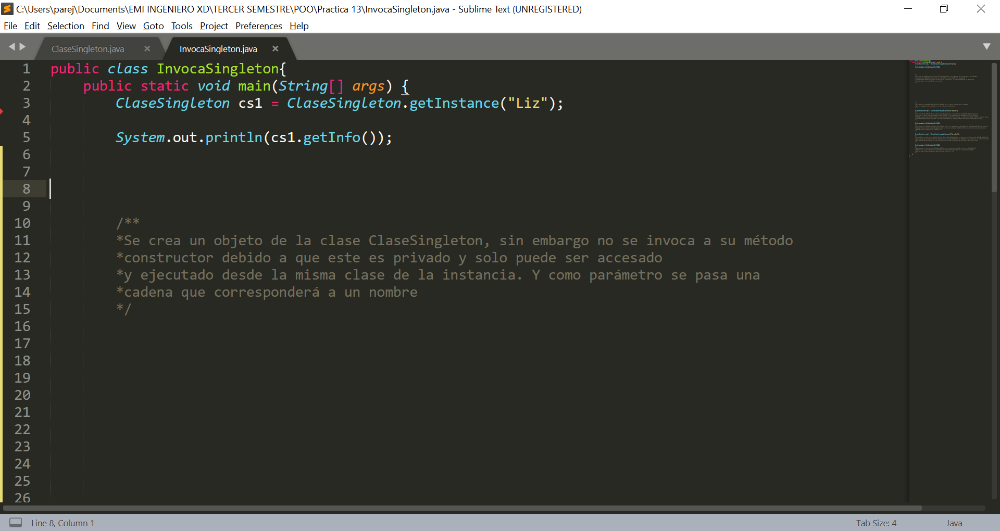 C:\Users\parej\Documents\EMI INGENIERO XD\TERCER SEMESTRE\POO\Practica 13\InvocaSingleton.java - Sublime Text (UNREGISTERED)
File Edit Selection Find View Goto Tools Project Preferences Help
ClaseSingleton.java × InvocaSingleton.java ×
1 public class InvocaSingleton{
2 public static void main(String[] args) {
3 ClaseSingleton cs1 = ClaseSingleton.getInstance("Liz");
4
5 System.out.println(cs1.getInfo());
6
7
8
9
10 /**
11 *Se crea un objeto de la clase ClaseSingleton, sin embargo no se invoca a su método
12 *constructor debido a que este es privado y solo puede ser accesado
13 *y ejecutado desde la misma clase de la instancia. Y como parámetro se pasa una
14 *cadena que corresponderá a un nombre
15 */
16
17
18
19
20
21
22
23
24
25
26
Line 8, Column 1 Tab Size: 4 Java